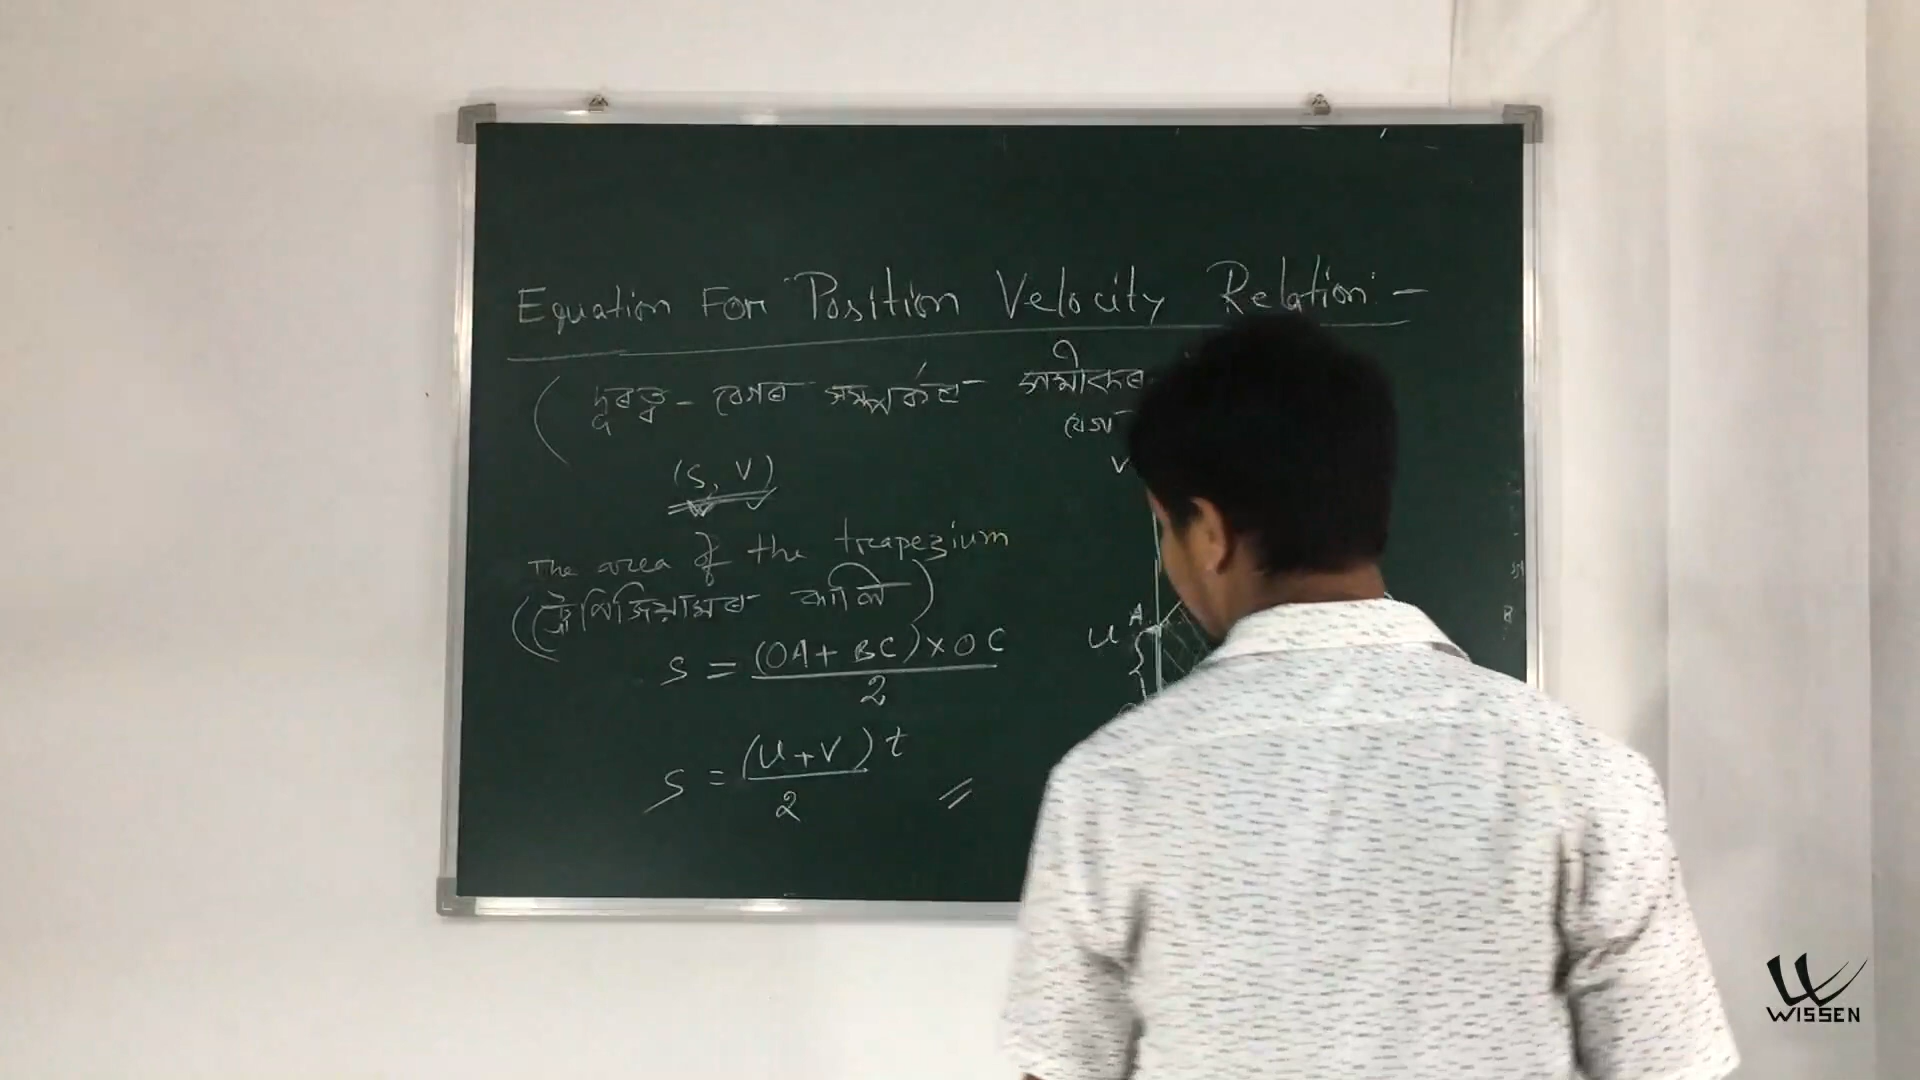 Equation For Position Velocity Relation:-
(দূৰত্ব - বেগৰ সম্পৰ্কৰ সমীকৰ
বেগ
(S, V)
V
The area of the trapezium
(ট্ৰেপিজিয়ামৰ কালি)
S = (OA + BC) × OC
2
u A
S = (u + v) t
2
B
WISSEN